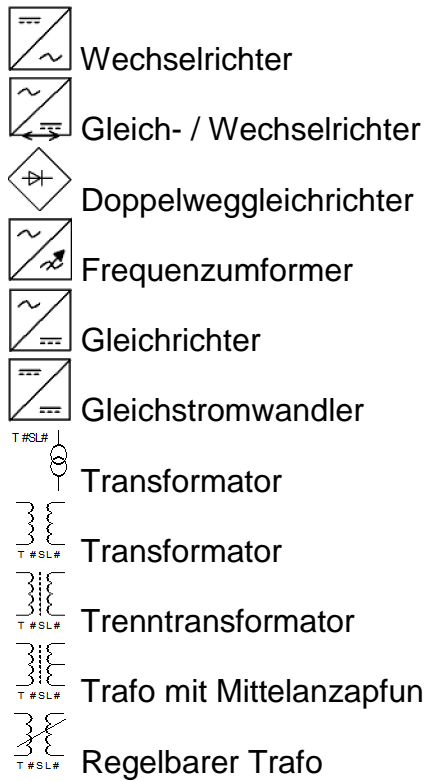 Wechselrichter
Gleich- / Wechselrichter
Doppelweggleichrichter
Frequenzumformer
Gleichrichter
Gleichstromwandler
T #SL#
Transformator
T #SL#
Transformator
T #SL#
Trenntransformator
T #SL#
Trafo mit Mittelanzapfun
T #SL#
Regelbarer Trafo